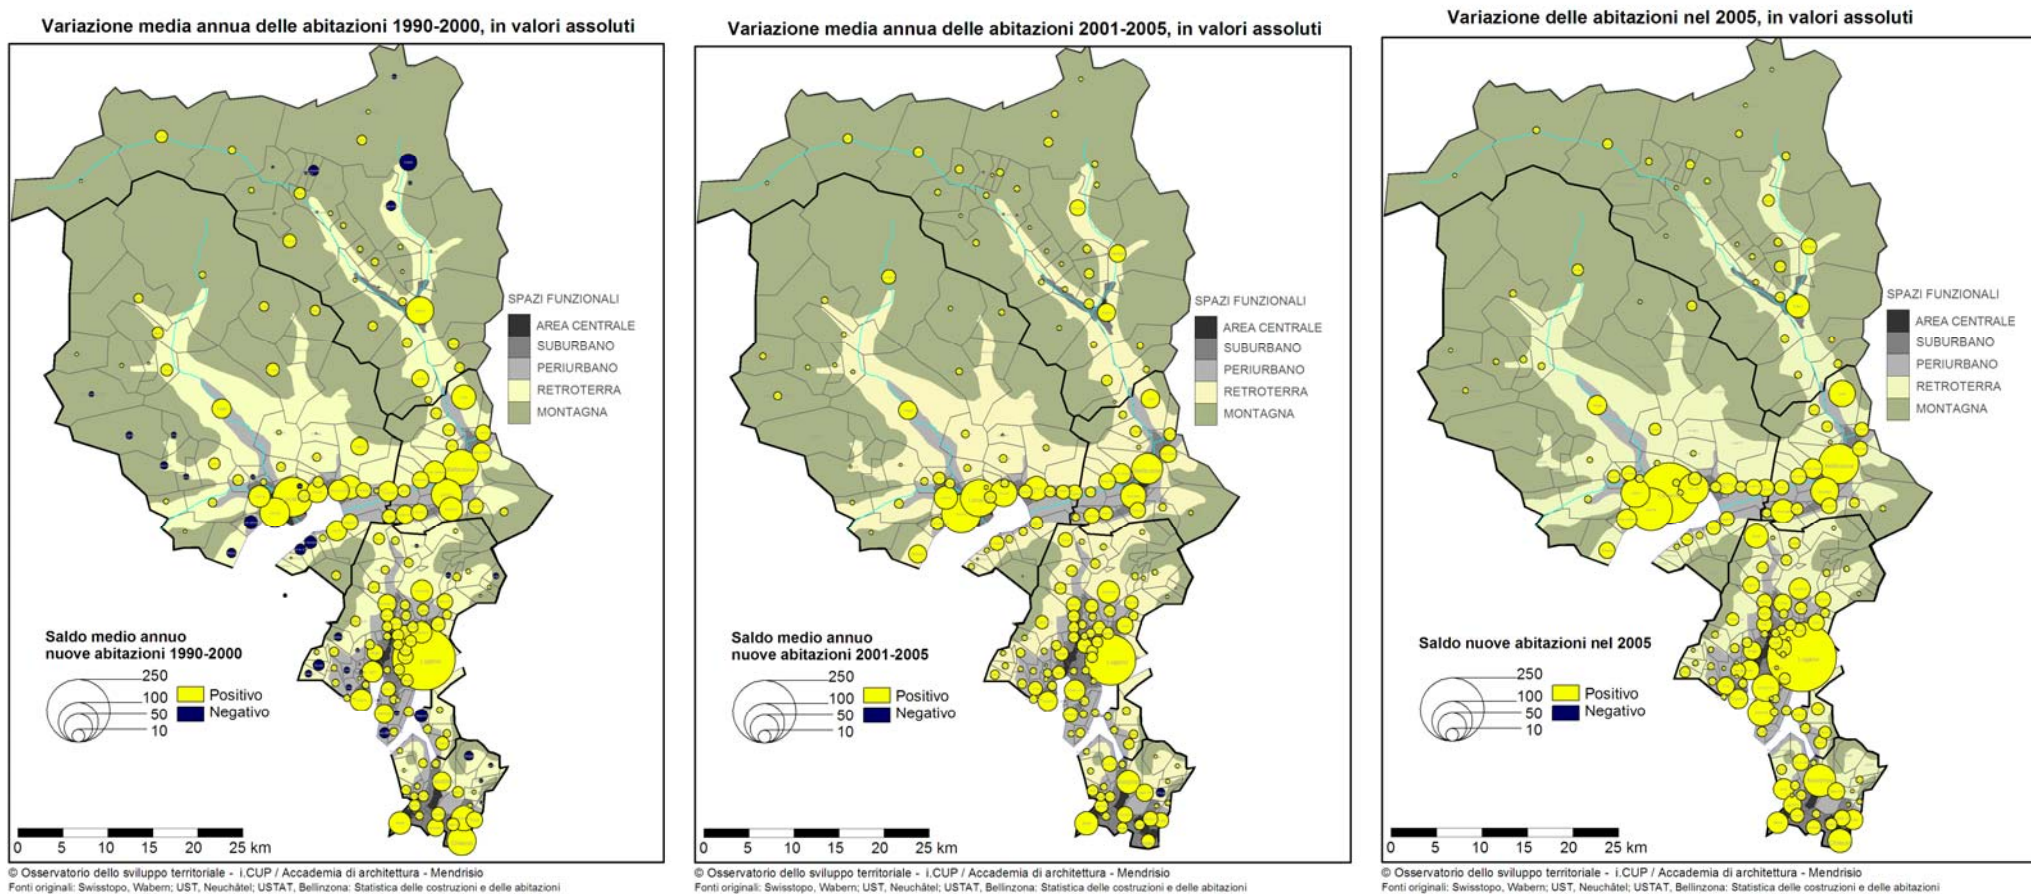 Variazione media annua delle abitazioni 1990-2000, in valori assoluti
SPAZI FUNZIONALI
AREA CENTRALE
SUBURBANO
PERIURBANO
RETROTERRA
MONTAGNA
Bellinzona
Lugano
Saldo medio annuo
nuove abitazioni 1990-2000
250
100
50
10
Positivo
Negativo
0 5 10 15 20 25 km
© Osservatorio dello sviluppo territoriale - i.CUP / Accademia di architettura - Mendrisio
Fonti originali: Swisstopo, Wabern; UST, Neuchâtel; USTAT, Bellinzona: Statistica delle costruzioni e delle abitazioni
Variazione media annua delle abitazioni 2001-2005, in valori assoluti
SPAZI FUNZIONALI
AREA CENTRALE
SUBURBANO
PERIURBANO
RETROTERRA
MONTAGNA
Lugano
Saldo medio annuo
nuove abitazioni 2001-2005
250
100
50
10
Positivo
Negativo
0 5 10 15 20 25 km
© Osservatorio dello sviluppo territoriale - i.CUP / Accademia di architettura - Mendrisio
Fonti originali: Swisstopo, Wabern; UST, Neuchâtel; USTAT, Bellinzona: Statistica delle costruzioni e delle abitazioni
Variazione delle abitazioni nel 2005, in valori assoluti
SPAZI FUNZIONALI
AREA CENTRALE
SUBURBANO
PERIURBANO
RETROTERRA
MONTAGNA
Bellinzona
Lugano
Saldo nuove abitazioni nel 2005
250
100
50
10
Positivo
Negativo
0 5 10 15 20 25 km
© Osservatorio dello sviluppo territoriale - i.CUP / Accademia di architettura - Mendrisio
Fonti originali: Swisstopo, Wabern; UST, Neuchâtel; USTAT, Bellinzona: Statistica delle costruzioni e delle abitazioni